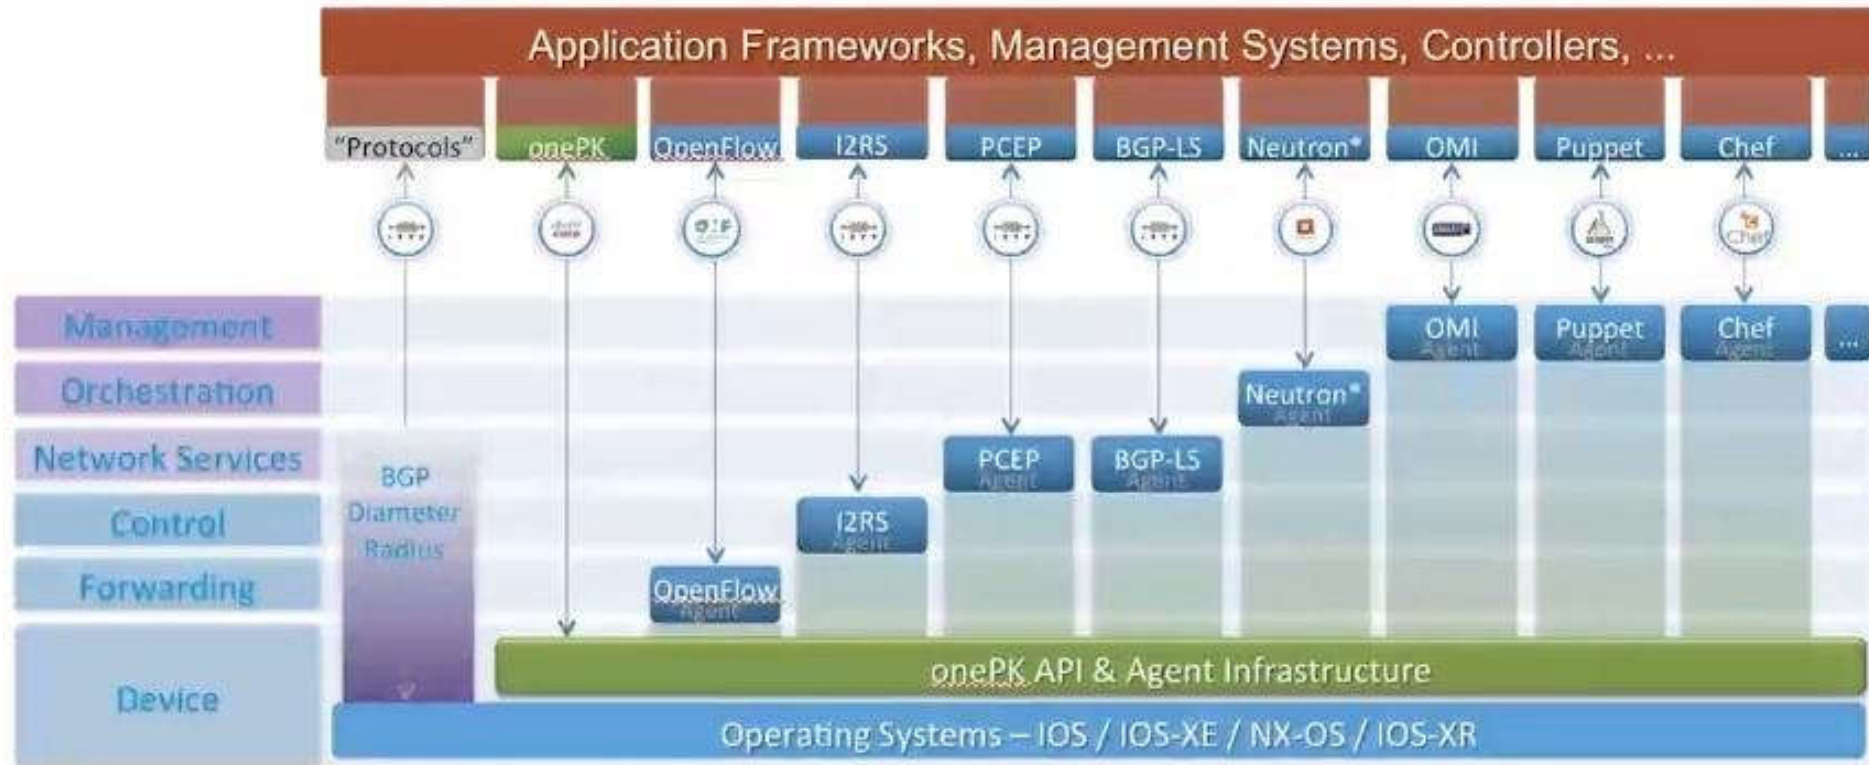 Application Frameworks, Management Systems, Controllers, ...
"Protocols"
onePK
OpenFlow
I2RS
PCEP
BGP-LS
Neutron*
OMI
Puppet
Chef
...
Chef
Management
OMI
Agent
Puppet
Agent
Chef
Agent
...
Orchestration
Neutron*
Agent
Network Services
BGP
Diameter
Radius
PCEP
Agent
BGP-LS
Agent
Control
I2RS
Agent
Forwarding
OpenFlow
Agent
Device
onePK API & Agent Infrastructure
Operating Systems – IOS / IOS-XE / NX-OS / IOS-XR